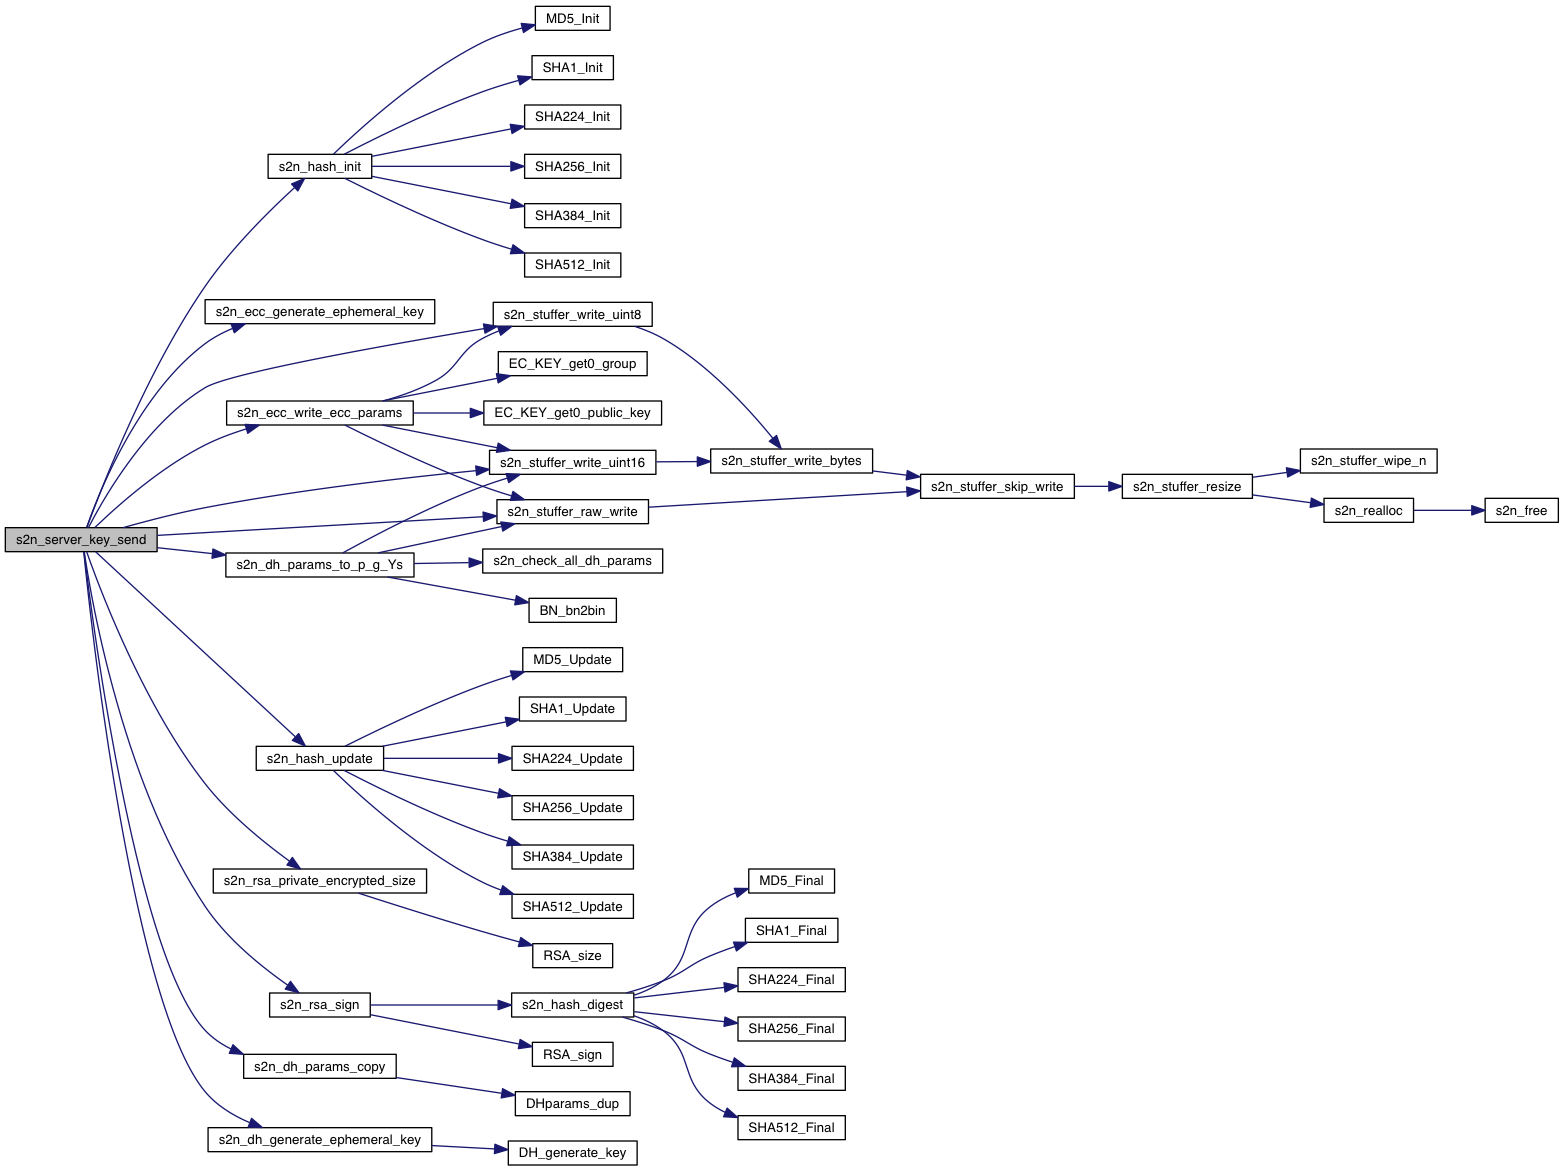 MD5_Init
SHA1_Init
SHA224_Init
s2n_hash_init
SHA256_Init
SHA384_Init
SHA512_Init
s2n_ecc_generate_ephemeral_key
s2n_stuffer_write_uint8
EC_KEY_get0_group
s2n_ecc_write_ecc_params
EC_KEY_get0_public_key
s2n_stuffer_write_uint16
s2n_stuffer_write_bytes
s2n_stuffer_wipe_n
s2n_stuffer_skip_write
s2n_stuffer_resize
s2n_stuffer_raw_write
s2n_realloc
s2n_free
s2n_server_key_send
s2n_dh_params_to_p_g_Ys
s2n_check_all_dh_params
BN_bn2bin
MD5_Update
SHA1_Update
s2n_hash_update
SHA224_Update
SHA256_Update
SHA384_Update
s2n_rsa_private_encrypted_size
MD5_Final
SHA512_Update
SHA1_Final
RSA_size
SHA224_Final
s2n_rsa_sign
s2n_hash_digest
SHA256_Final
RSA_sign
s2n_dh_params_copy
SHA384_Final
DHparams_dup
SHA512_Final
s2n_dh_generate_ephemeral_key
DH_generate_key